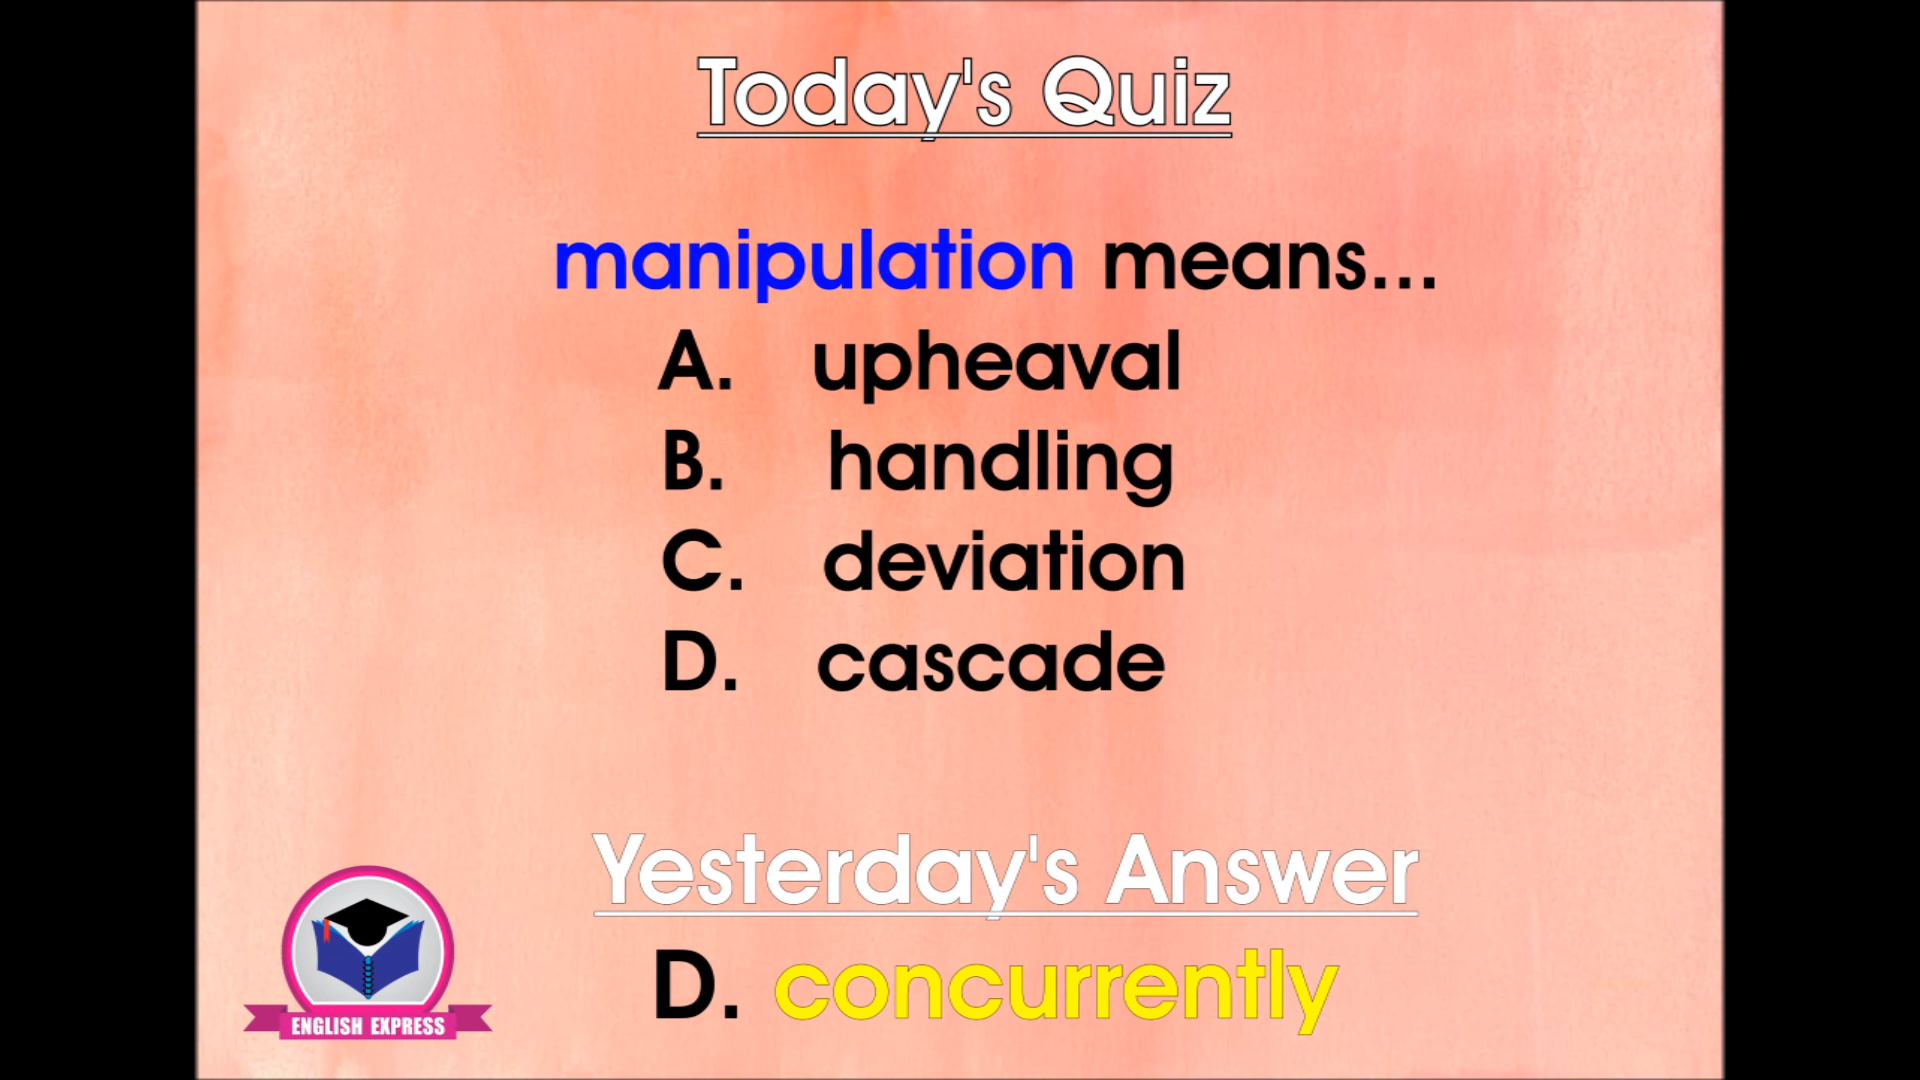 Today's Quiz
manipulation means...
A. upheaval
B. handling
C. deviation
D. cascade
Yesterday's Answer
D. concurrently
ENGLISH EXPRESS